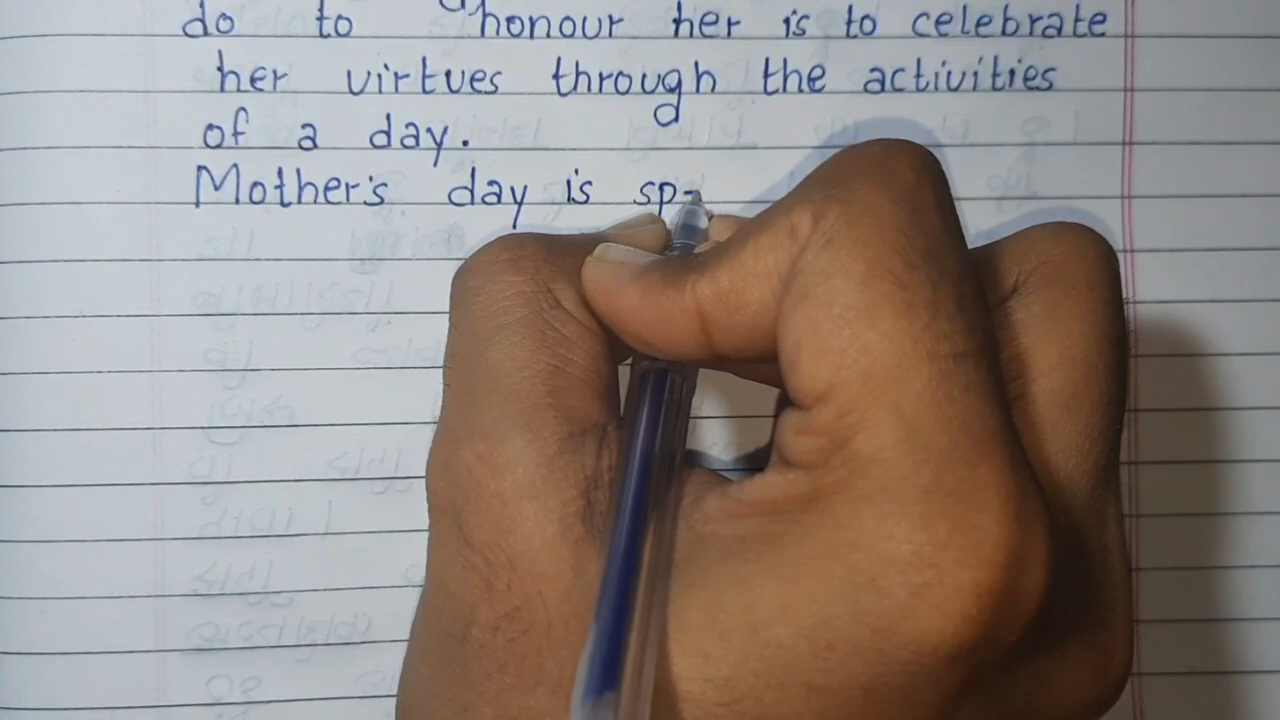 do to honour her is to celebrate
her virtues through the activities
of a day.
Mother's day is sp